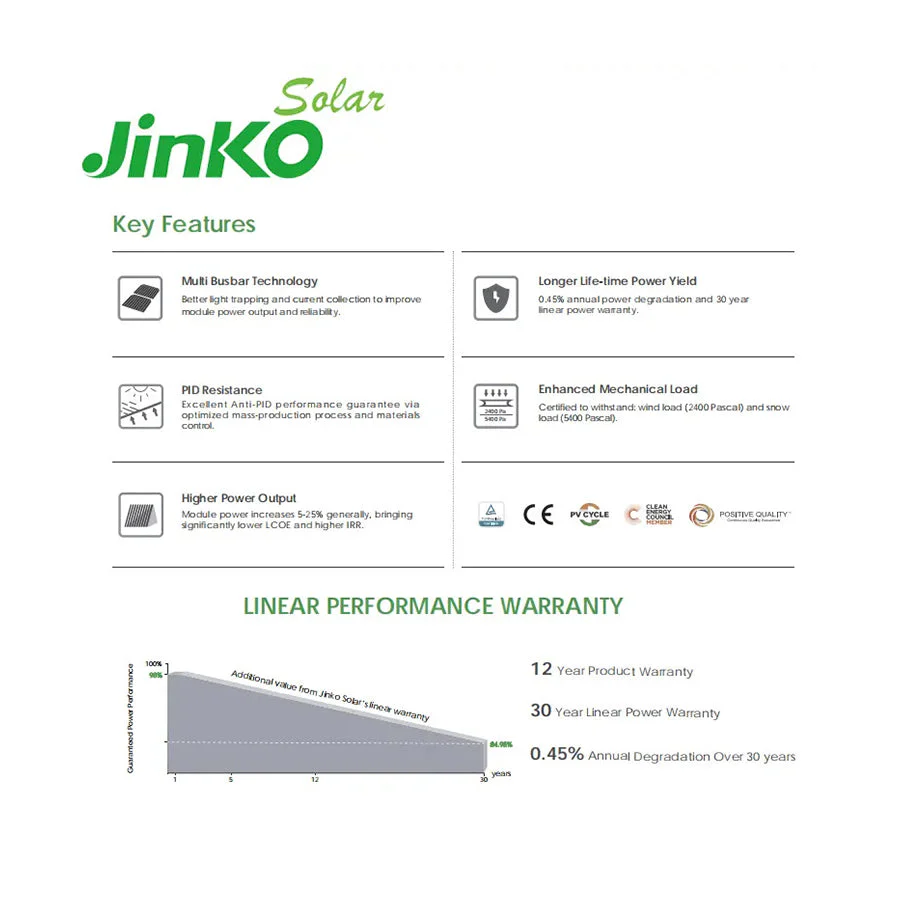 Solar
JinKO
Key Features
Multi Busbar Technology
Better light trapping and curent collection to improve
module power output and reliability.
Longer Life-time Power Yield
0.45% annual power degradation and 30 year
linear power warranty.
PID Resistance
Excellent Anti-PID performance guarantee via
optimized mass-production process and materials
control.
2400 Pa
5400 Pa
Enhanced Mechanical Load
Certified to withstand: wind load (2400 Pascal) and snow
load (5400 Pascal).
Higher Power Output
Module power increases 5-25% generally, bringing
significantly lower LCOE and higher IRR.
CE
PV CYCLE
CLEAN
ENERGY
COUNCIL
MEMBER
POSITIVE QUALITY™
Continuous Quality Assurance
LINEAR PERFORMANCE WARRANTY
Guaranteed Power Performance
100%
98%
Additional value from Jinko Solar's linear warranty
84.98%
1
5
12
30
years
12 Year Product Warranty
30 Year Linear Power Warranty
0.45% Annual Degradation Over 30 years